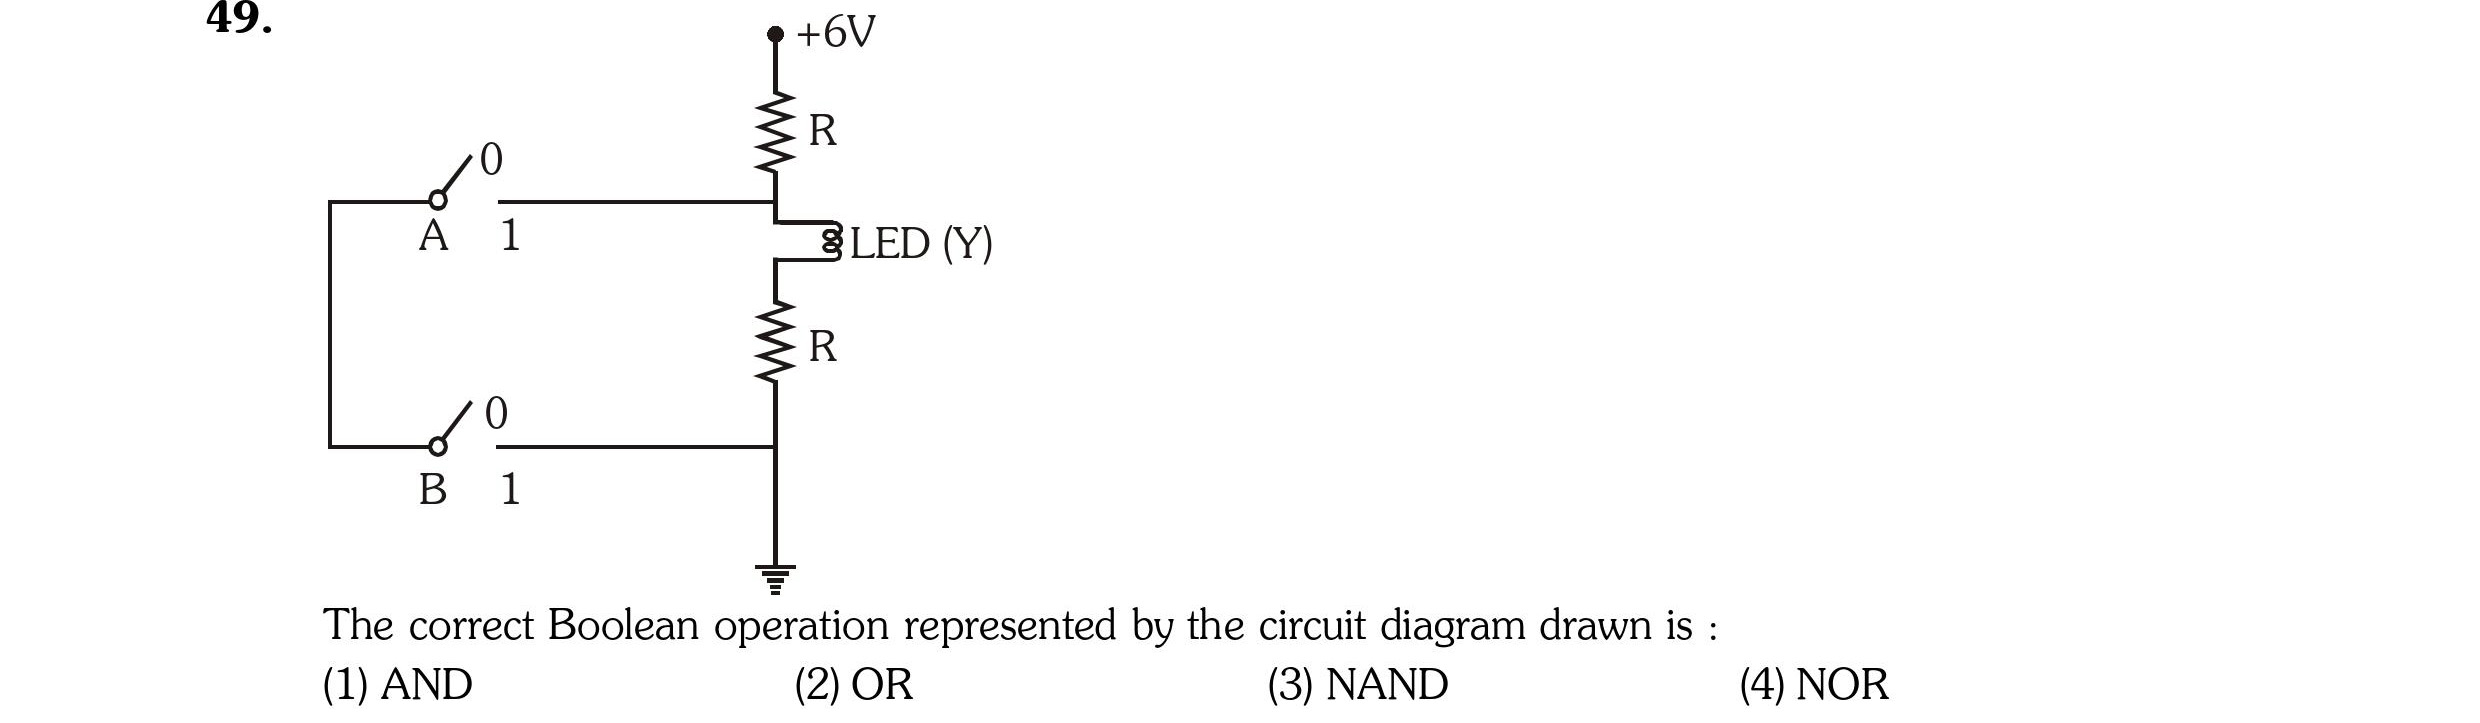 49.
+6V
R
0
A 1
LED (Y)
R
0
B 1
The correct Boolean operation represented by the circuit diagram drawn is :
(1) AND (2) OR (3) NAND (4) NOR